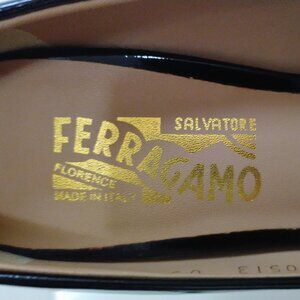 SALVATORE
FERRAGAMO
FLORENCE
MADE IN ITALY